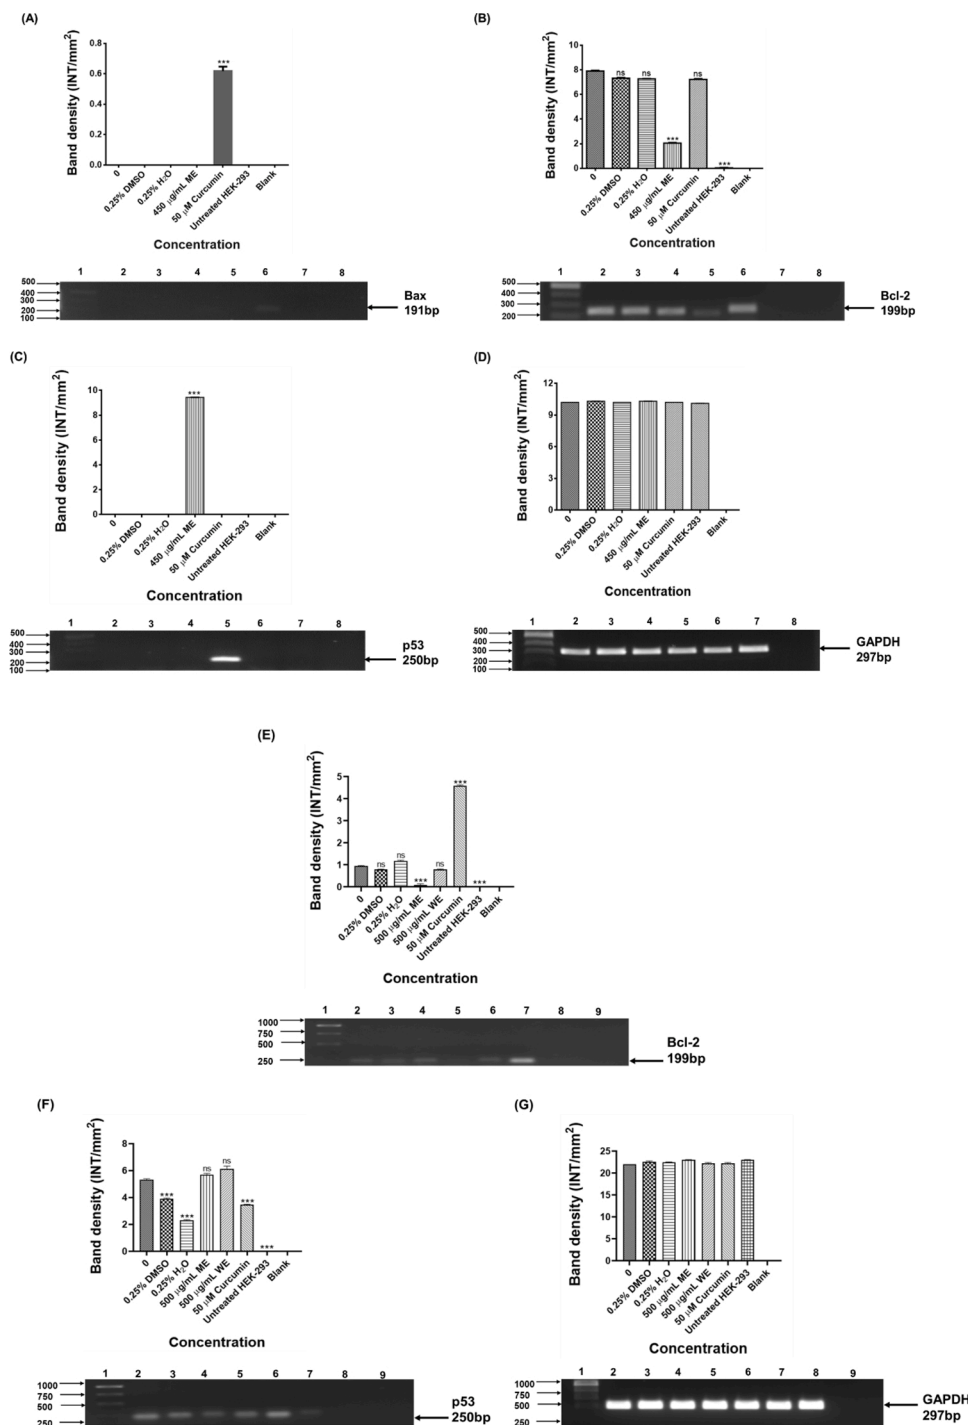 (A)
Band density (INT/mm²)
0.8
0.6
0.4
0.2
0.0
***
0
0.25% DMSO
0.25% H₂O
450 µg/mL ME
50 µM Curcumin
Untreated HEK-293
Blank
Concentration
1 2 3 4 5 6 7 8
500
400
300
200
100
Bax
191bp
(B)
Band density (INT/mm²)
10
8
6
4
2
0
ns ns *** ns ***
0
0.25% DMSO
0.25% H₂O
450 µg/mL ME
50 µM Curcumin
Untreated HEK-293
Blank
Concentration
1 2 3 4 5 6 7 8
500
400
300
200
Bcl-2
199bp
(C)
Band density (INT/mm²)
10
8
6
4
2
0
***
0
0.25% DMSO
0.25% H₂O
450 µg/mL ME
50 µM Curcumin
Untreated HEK-293
Blank
Concentration
1 2 3 4 5 6 7 8
500
400
300
200
100
p53
250bp
(D)
Band density (INT/mm²)
12
9
6
3
0
0
0.25% DMSO
0.25% H₂O
450 µg/mL ME
50 µM Curcumin
Untreated HEK-293
Blank
Concentration
1 2 3 4 5 6 7 8
500
400
300
200
100
GAPDH
297bp
(E)
Band density (INT/mm²)
5
4
3
2
1
0
ns ns *** ns *** ***
0
0.25% DMSO
0.25% H₂O
500 µg/mL ME
500 µg/mL WE
50 µM Curcumin
Untreated HEK-293
Blank
Concentration
1 2 3 4 5 6 7 8 9
1000
750
500
250
Bcl-2
199bp
(F)
Band density (INT/mm²)
8
6
4
2
0
*** *** ns ns *** ***
0
0.25% DMSO
0.25% H₂O
500 µg/mL ME
500 µg/mL WE
50 µM Curcumin
Untreated HEK-293
Blank
Concentration
1 2 3 4 5 6 7 8 9
1000
750
500
250
p53
250bp
(G)
Band density (INT/mm²)
25
20
15
10
5
0
0
0.25% DMSO
0.25% H₂O
500 µg/mL ME
500 µg/mL WE
50 µM Curcumin
Untreated HEK-293
Blank
Concentration
1 2 3 4 5 6 7 8 9
1000
750
500
250
GAPDH
297bp